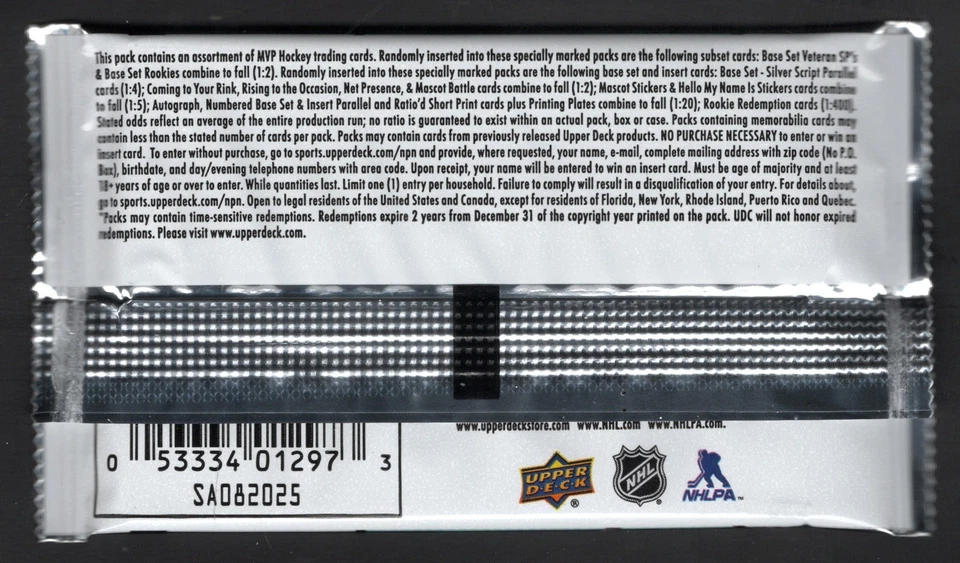 This pack contains an assortment of MVP Hockey trading cards. Randomly inserted into these specially marked packs are the following subset cards: Base Set Veteran SP's
& Base Set Rookies combine to fall (1:2). Randomly inserted into these specially marked packs are the following base set and insert cards: Base Set - Silver Script Parallel
cards (1:4); Coming to Your Rink, Rising to the Occasion, Net Presence, & Mascot Battle cards combine to fall (1:2); Mascot Stickers & Hello My Name Is Stickers cards combine
to fall (1:5); Autograph, Numbered Base Set & Insert Parallel and Ratio'd Short Print cards plus Printing Plates combine to fall (1:20); Rookie Redemption cards (1:400).
Stated odds reflect an average of the entire production run; no ratio is guaranteed to exist within an actual pack, box or case. Packs containing memorabilia cards may
contain less than the stated number of cards per pack. Packs may contain cards from previously released Upper Deck products. NO PURCHASE NECESSARY to enter or win an
insert card. To enter without purchase, go to sports.upperdeck.com/npn and provide, where requested, your name, e-mail, complete mailing address with zip code (No P.O.
Box), birthdate, and day/evening telephone numbers with area code. Upon receipt, your name will be entered to win an insert card. Must be age of majority and at least
18+ years of age or over to enter. While quantities last. Limit one (1) entry per household. Failure to comply will result in a disqualification of your entry. For details about,
go to sports.upperdeck.com/npn. Open to legal residents of the United States and Canada, except for residents of Florida, New York, Rhode Island, Puerto Rico and Quebec.
*Packs may contain time-sensitive redemptions. Redemptions expire 2 years from December 31 of the copyright year printed on the pack. UDC will not honor expired
redemptions. Please visit www.upperdeck.com.
www.upperdeckstore.com www.NHL.com www.NHLPA.com.
0 53334 01297 3
SA082025
UPPER DECK ®
NHL ®
NHLPA ™